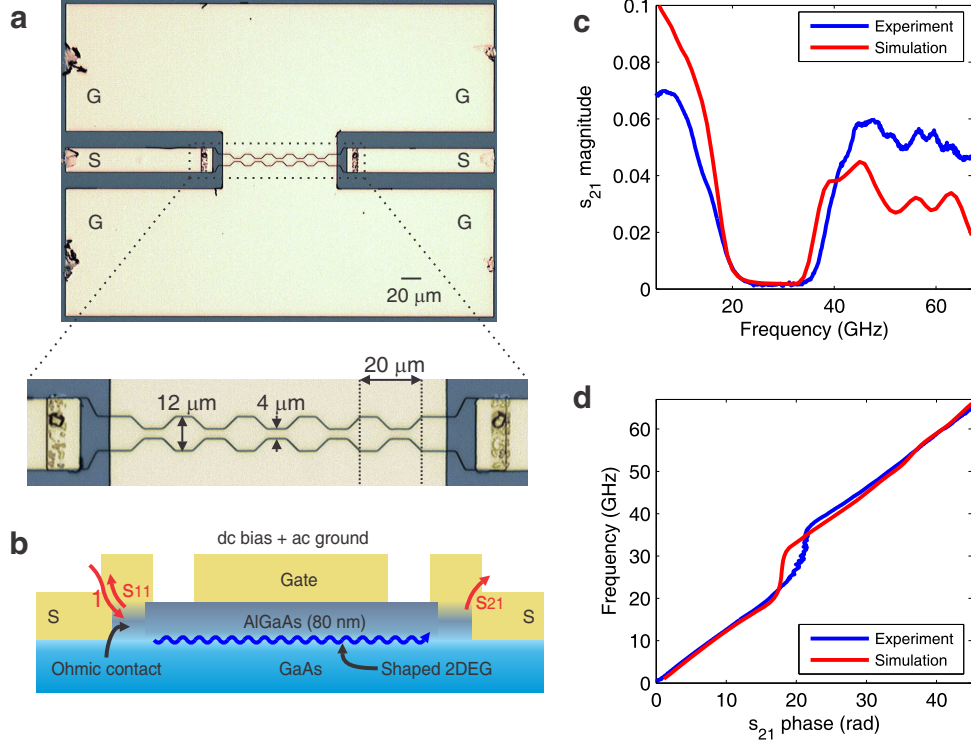 a
G
G
S
S
G
G
20 μm
20 μm
12 μm
4 μm
b
dc bias + ac ground
Gate
1
S11
S21
S
S
AlGaAs (80 nm)
Ohmic contact
GaAs
Shaped 2DEG
c
0.1
0.08
0.06
0.04
0.02
0
s21 magnitude
Experiment
Simulation
20
40
60
Frequency (GHz)
d
60
50
40
30
20
10
0
Frequency (GHz)
Experiment
Simulation
0
10
20
30
40
s21 phase (rad)